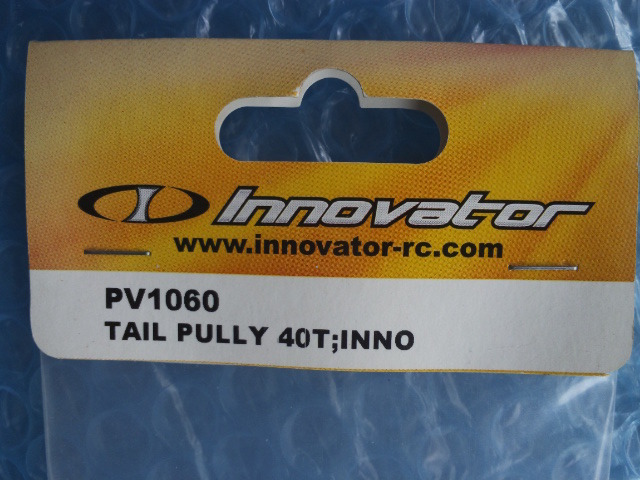 Innovator
www.innovator-rc.com
PV1060
TAIL PULLY 40T;INNO